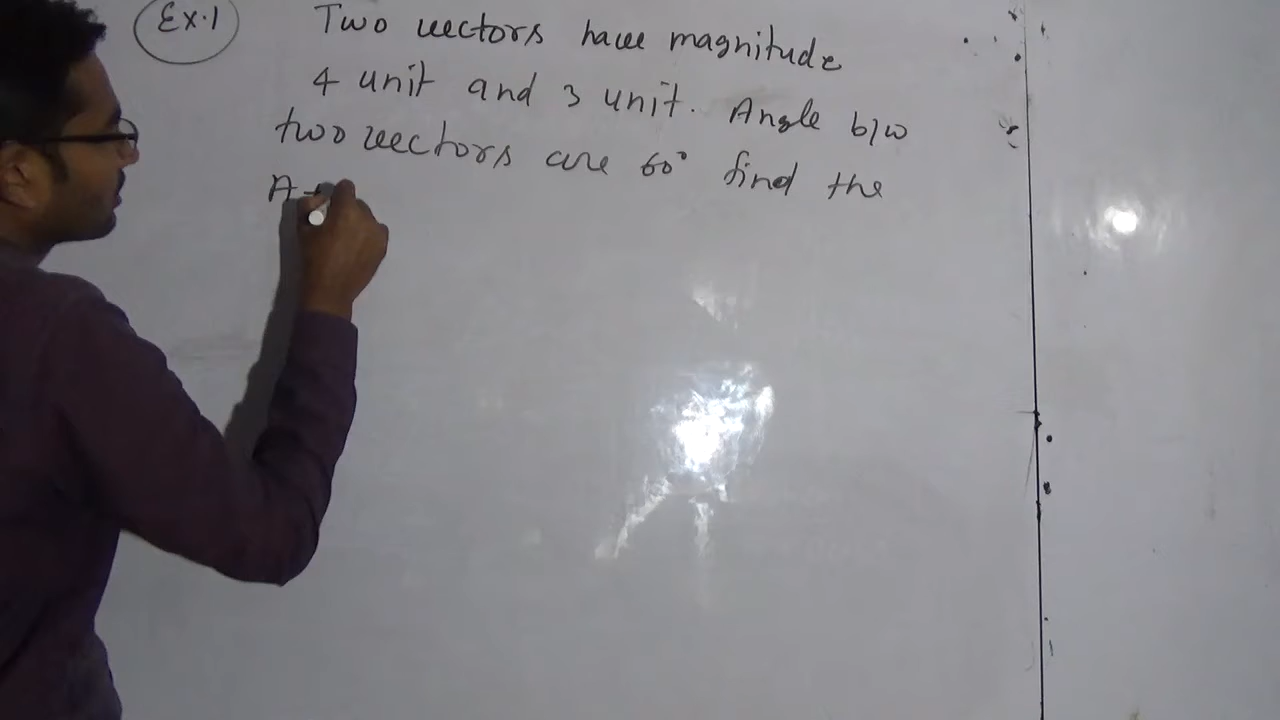 Ex.1
Two vectors have magnitude
4 unit and 3 unit. Angle b/w
two vectors are 60° find the
A +